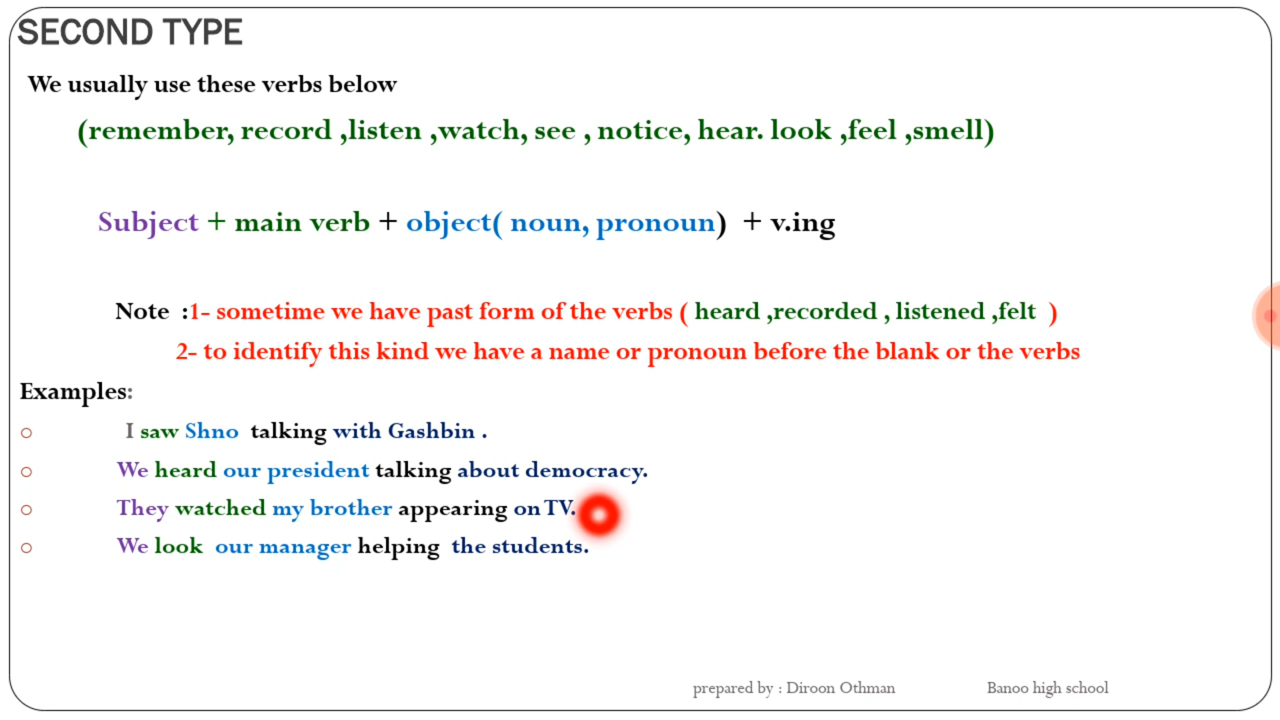 SECOND TYPE
We usually use these verbs below
(remember, record ,listen ,watch, see , notice, hear. look ,feel ,smell)
Subject + main verb + object( noun, pronoun) + v.ing
Note :1- sometime we have past form of the verbs ( heard ,recorded , listened ,felt )
2- to identify this kind we have a name or pronoun before the blank or the verbs
Examples:
I saw Shno talking with Gashbin .
We heard our president talking about democracy.
They watched my brother appearing on TV.
We look our manager helping the students.
prepared by : Diroon Othman Banoo high school